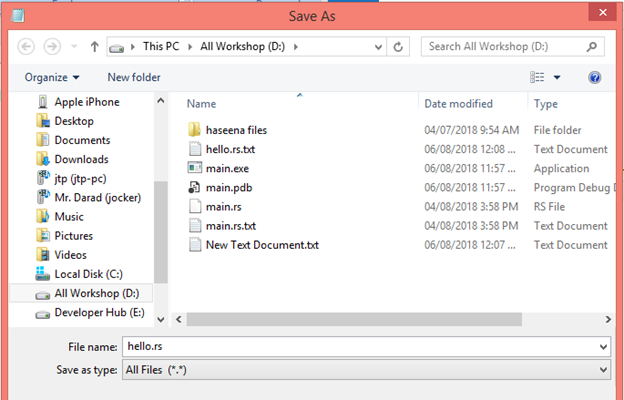 Save As
This PC All Workshop (D:) Search All Workshop (D:)
Organize New folder
Apple iPhone
Desktop
Documents
Downloads
jtp (jtp-pc)
Mr. Darad (jocker)
Music
Pictures
Videos
Local Disk (C:)
All Workshop (D:)
Developer Hub (E:)
Name Date modified Type
haseena files 04/07/2018 9:54 AM File folder
hello.rs.txt 06/08/2018 12:08 ... Text Document
main.exe 06/08/2018 11:57 ... Application
main.pdb 06/08/2018 11:57 ... Program Debug D
main.rs 04/08/2018 3:58 PM RS File
main.rs.txt 04/08/2018 3:58 PM Text Document
New Text Document.txt 06/08/2018 12:07 ... Text Document
File name: hello.rs
Save as type: All Files (*.*)